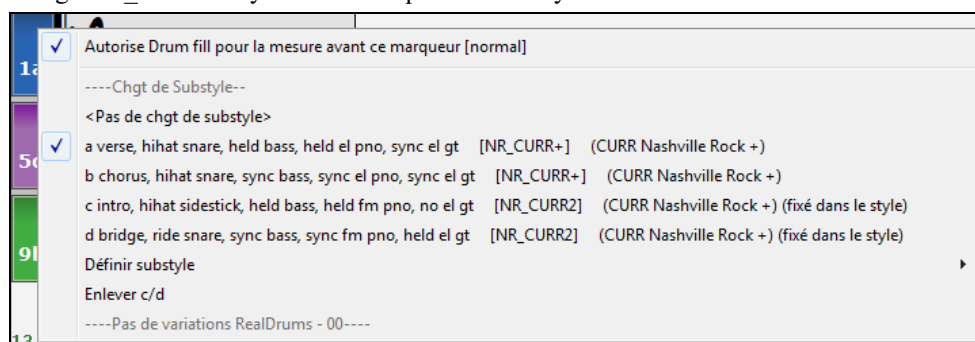 1a
Autorise Drum fill pour la mesure avant ce marqueur [normal]
----Chgt de Substyle--
<Pas de chgt de substyle>
5c
a verse, hihat snare, held bass, held el pno, sync el gt [NR_CURR+] (CURR Nashville Rock +)
b chorus, hihat snare, sync bass, sync el pno, sync el gt [NR_CURR+] (CURR Nashville Rock +)
c intro, hihat sidestick, held bass, held fm pno, no el gt [NR_CURR2] (CURR Nashville Rock +) (fixé dans le style)
d bridge, ride snare, sync bass, sync fm pno, held el gt [NR_CURR2] (CURR Nashville Rock +) (fixé dans le style)
Définir substyle
Enlever c/d
----Pas de variations RealDrums - 00----
13